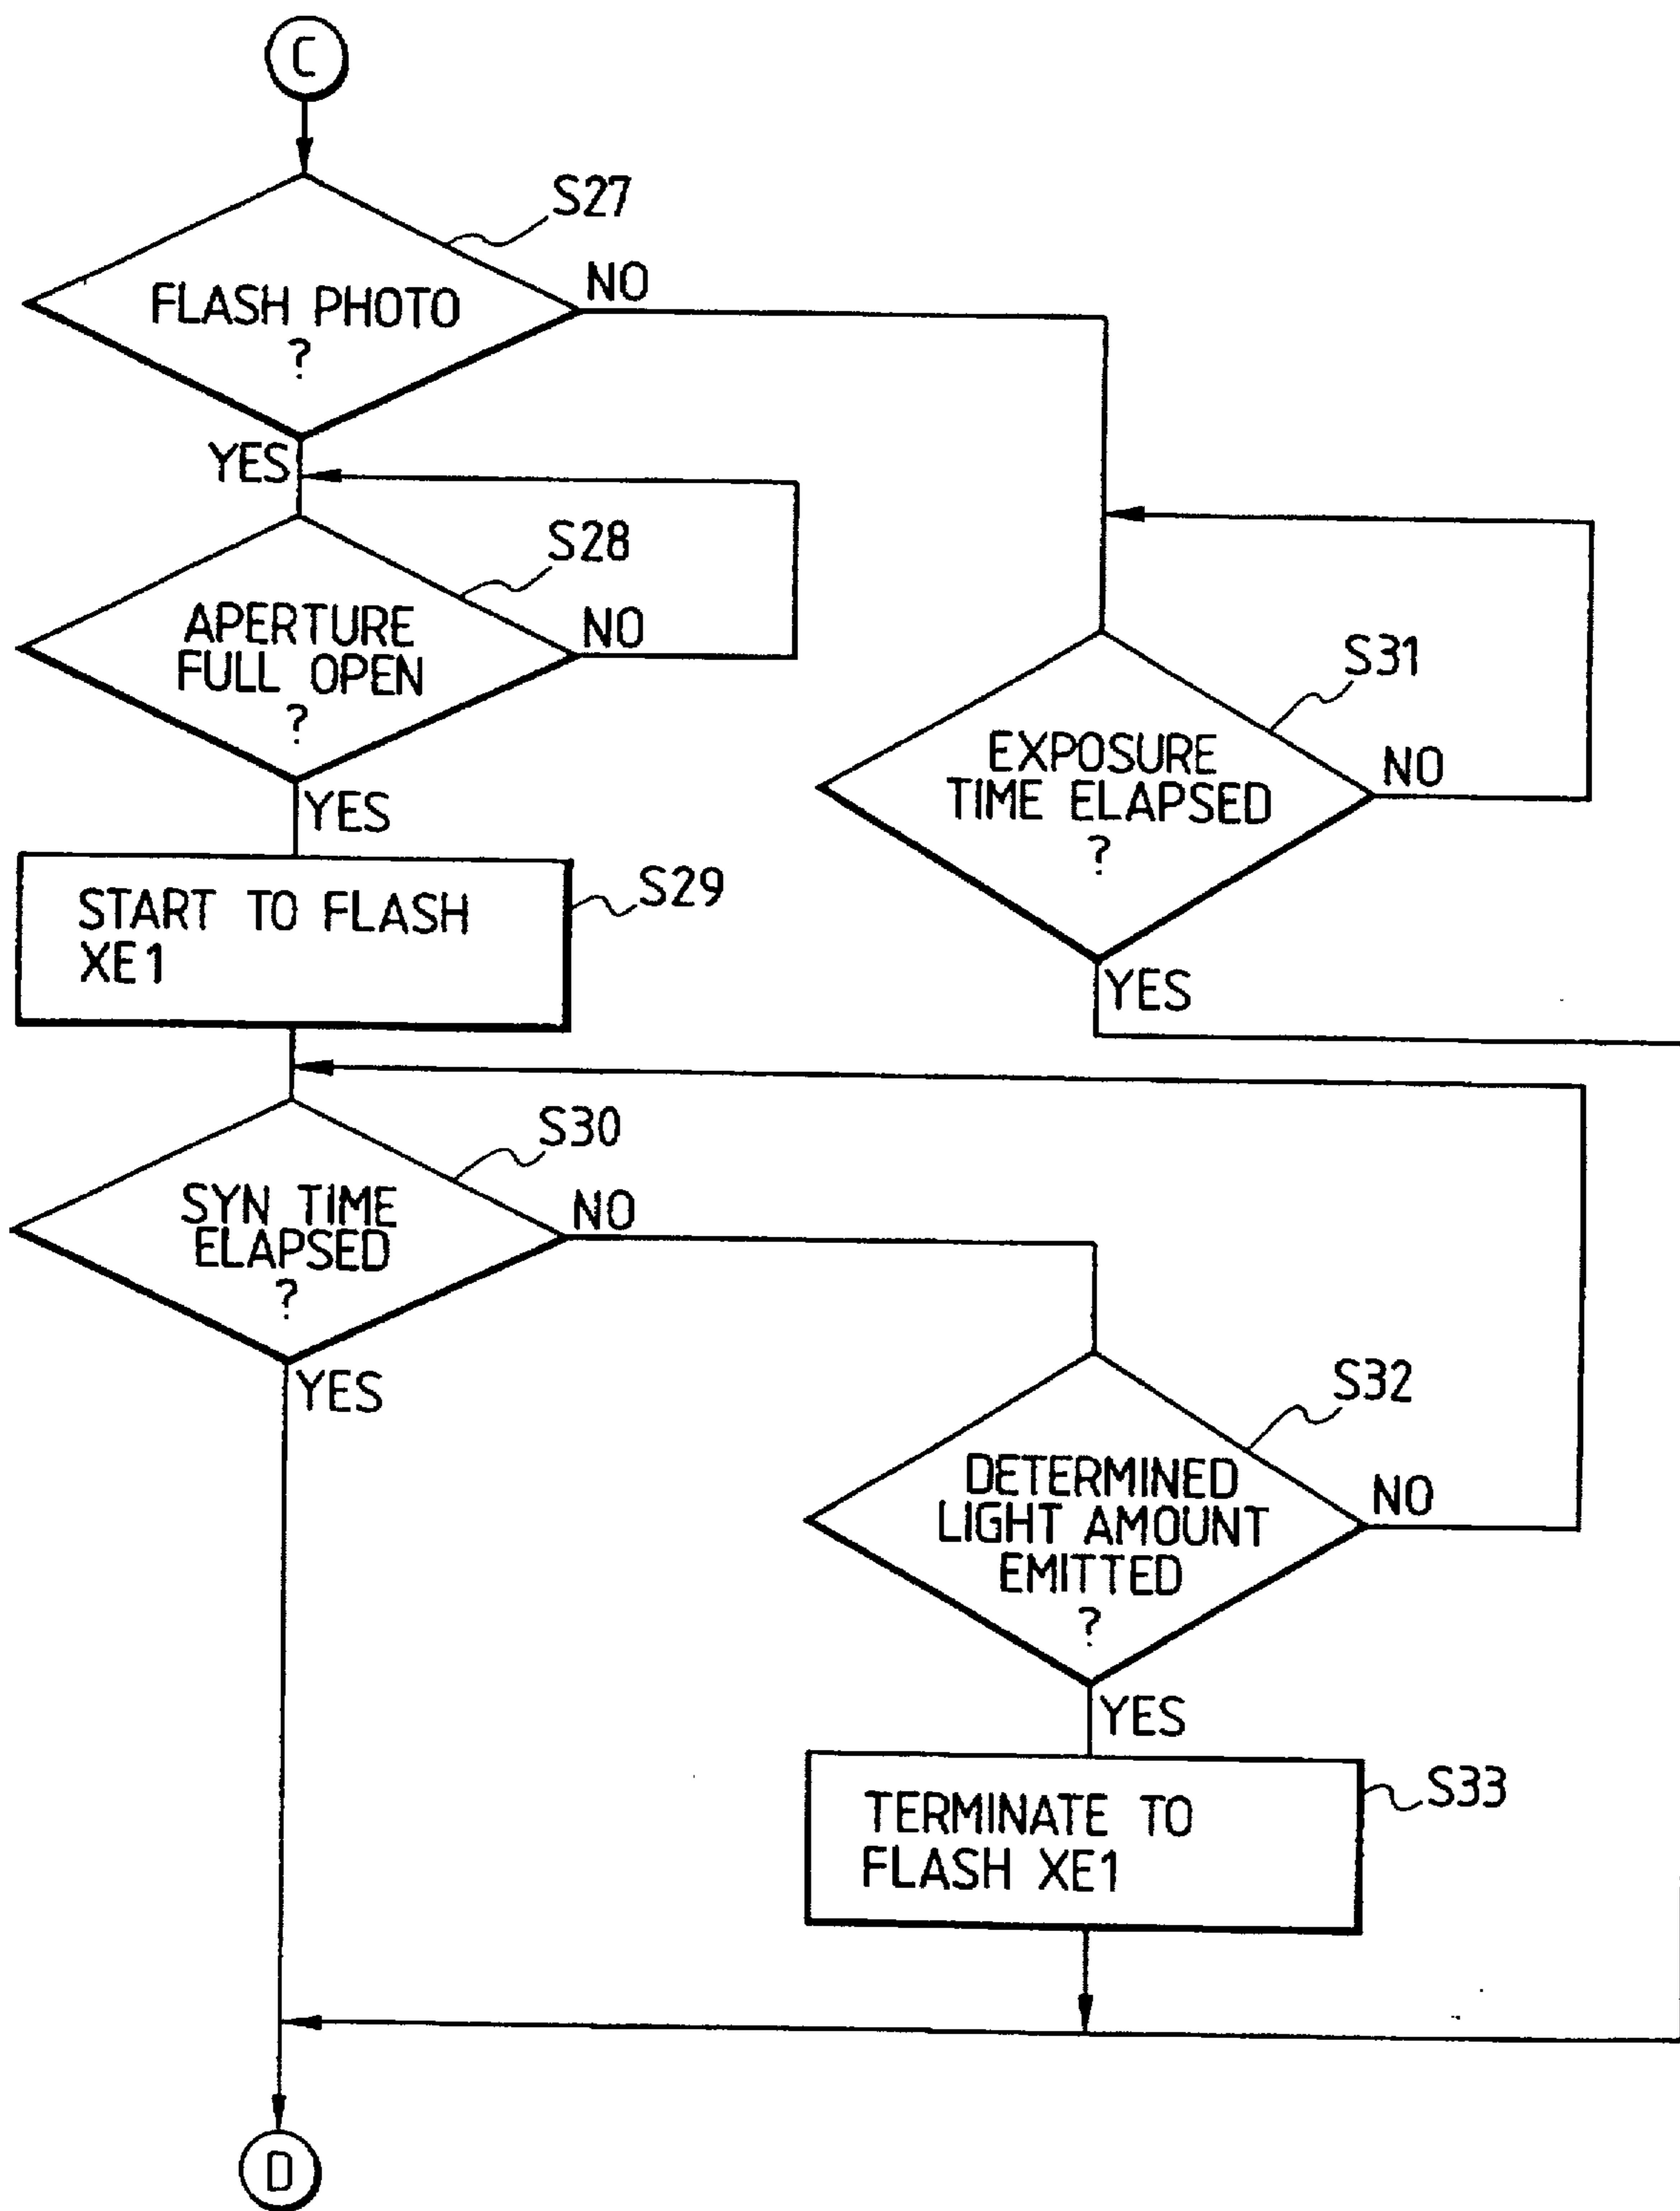 C
S27
FLASH PHOTO
?
NO
YES
S28
APERTURE
FULL OPEN
?
NO
YES
S29
START TO FLASH
XE1
S31
EXPOSURE
TIME ELAPSED
?
NO
YES
S30
SYN TIME
ELAPSED
?
NO
YES
S32
DETERMINED
LIGHT AMOUNT
EMITTED
?
NO
YES
S33
TERMINATE TO
FLASH XE1
D